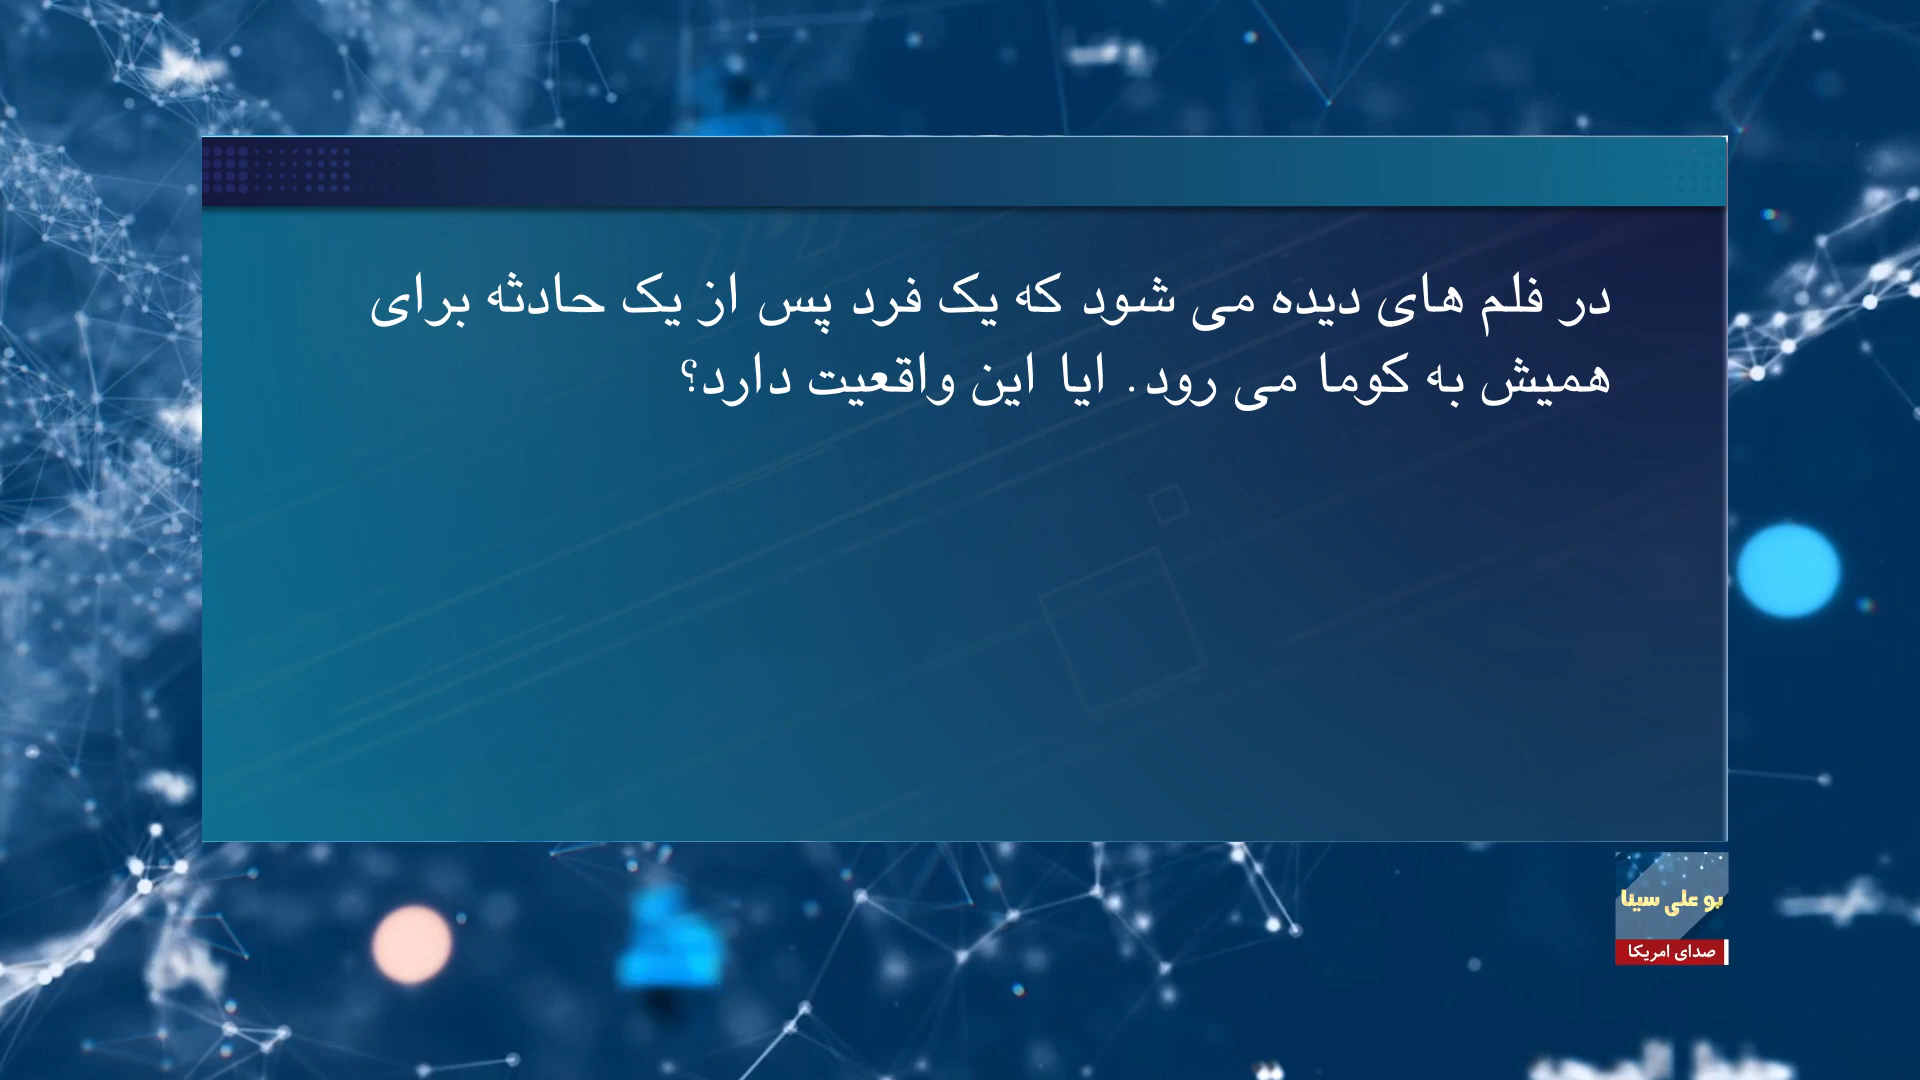 در فلم های دیده می شود که یک فرد پس از یک حادثه برای
همیش به کوما می رود. ایا این واقعیت دارد؟
بو علی سینا
صدای امریکا